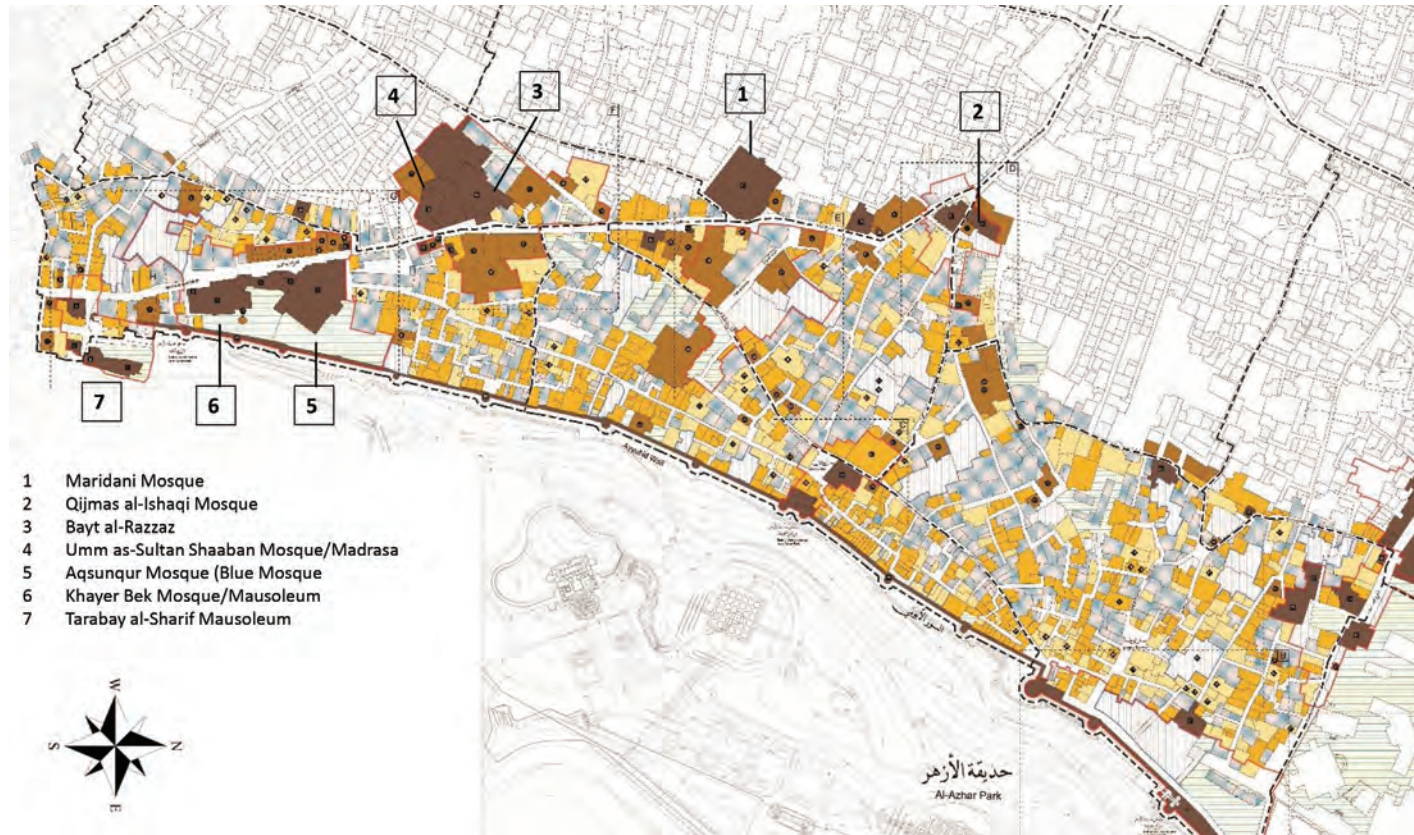 4
3
1
2
F
D
G
E
H
C
B
7
6
5
Ayyubid Wall
السور الأيوبي
1 Maridani Mosque
2 Qijmas al-Ishaqi Mosque
3 Bayt al-Razzaz
4 Umm as-Sultan Shaaban Mosque/Madrasa
5 Aqsunqur Mosque (Blue Mosque
6 Khayer Bek Mosque/Mausoleum
7 Tarabay al-Sharif Mausoleum
W
S
N
E
حديقة الأزهر
Al-Azhar Park